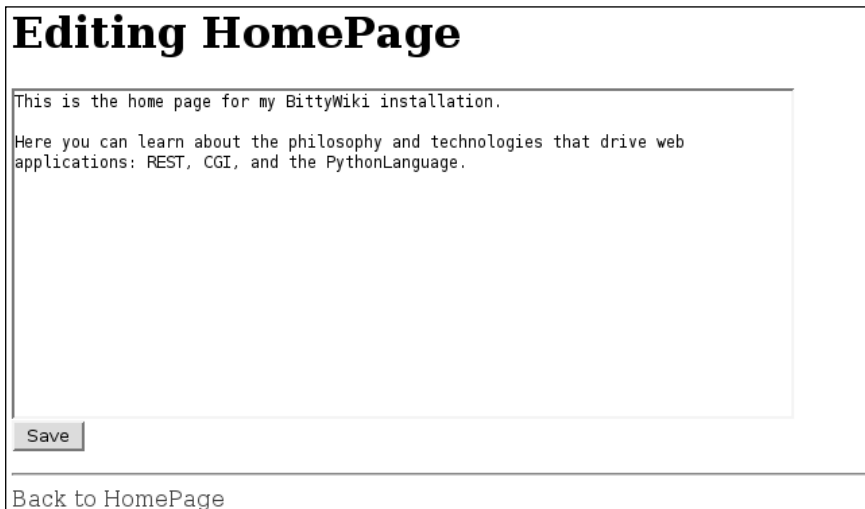 Editing HomePage
This is the home page for my BittyWiki installation.
Here you can learn about the philosophy and technologies that drive web
applications: REST, CGI, and the PythonLanguage.
Save
Back to HomePage